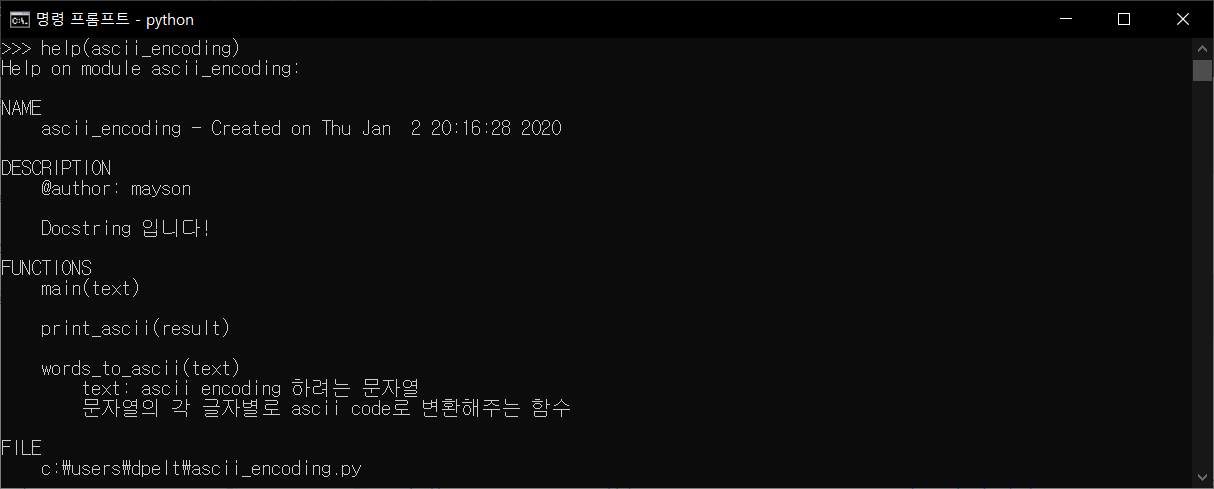 명령 프롬프트 - python
>>> help(ascii_encoding)
Help on module ascii_encoding:
NAME
    ascii_encoding - Created on Thu Jan  2 20:16:28 2020
DESCRIPTION
    @author: mayson
    Docstring 입니다!
FUNCTIONS
    main(text)
    print_ascii(result)
    words_to_ascii(text)
        text: ascii encoding 하려는 문자열
        문자열의 각 글자별로 ascii code로 변환해주는 함수
FILE
    c:₩users₩dpelt₩ascii_encoding.py